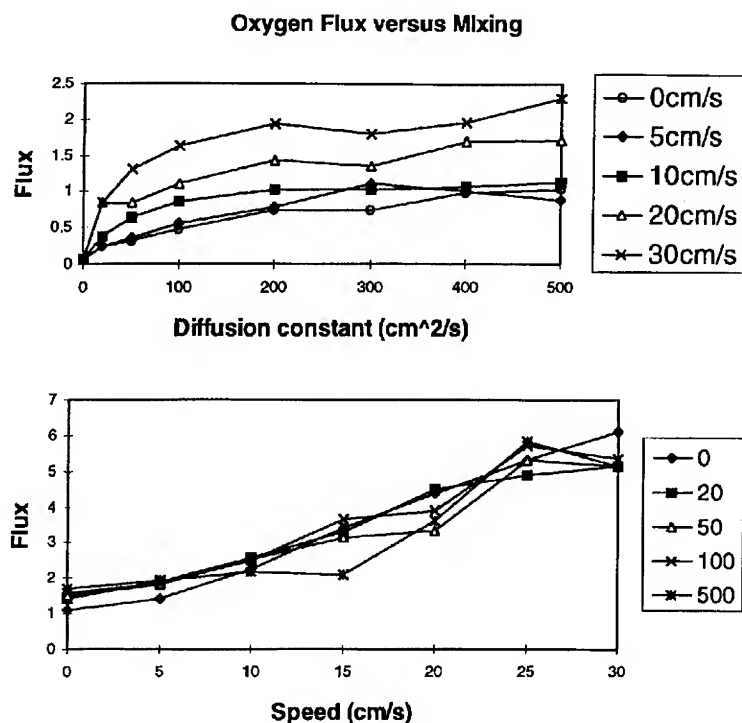 Oxygen Flux versus MIxing
2.5
2
1.5
1
0.5
0
Flux
0 100 200 300 400 500
Diffusion constant (cm^2/s)
0cm/s
5cm/s
10cm/s
20cm/s
30cm/s
7
6
5
4
3
2
1
0
Flux
0 5 10 15 20 25 30
Speed (cm/s)
0
20
50
100
500